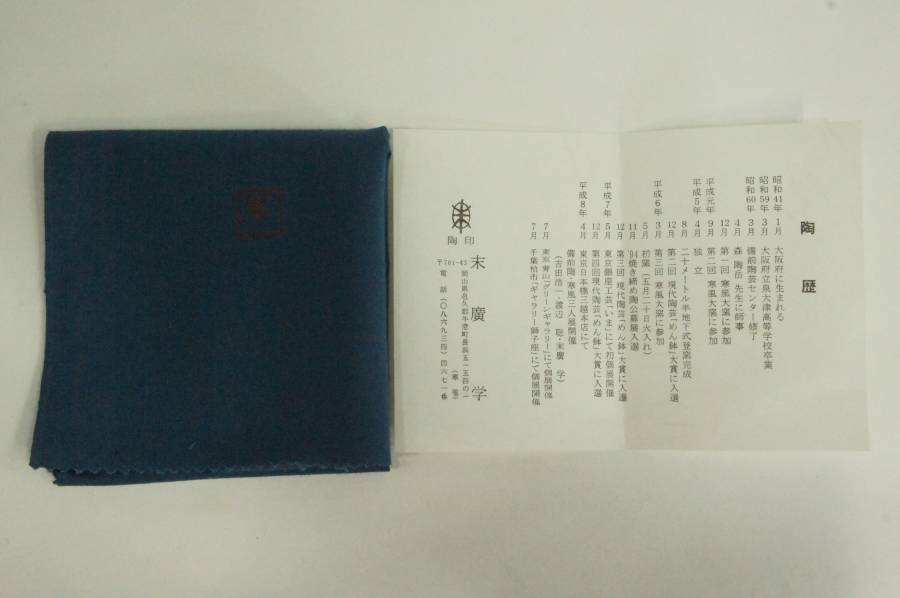 陶歴
昭和41年 1月 大阪府に生まれる
昭和59年 3月 大阪府立泉大津高等学校卒業
昭和60年 3月 備前陶芸センター修了
4月 森 陶岳 先生に師事
12月 第一回 寒風大窯に参加
平成元年 9月 第二回 寒風大窯に参加
平成5年 4月 独 立
8月 二十メートル半地下式登窯完成
12月 第二回 現代陶芸「めん鉢」大賞に入選
平成6年 3月 第三回 寒風大窯に参加
5月 初窯(五月二十日火入れ)
11月 '94焼き締め陶公募展入選
12月 第三回 現代陶芸「めん鉢」大賞に入選
平成7年 5月 東京銀座工芸「いま」にて初個展開催
12月 第四回現代陶芸「めん鉢」大賞に入選
平成8年 4月 東京日本橋三越本店にて
備前陶・寒風三人展開催
(吉田浩一・渡辺 聡・末廣 学)
7月 東京青山「グリーンギャラリー」にて個展開催
7月 千葉柏市「ギャラリー獅子座」にて個展開催
陶印
末廣学
〒701-43
岡山県邑久郡牛窓町長浜五一五四の一
(寒風)
電話(〇八六九三四)四六七一番